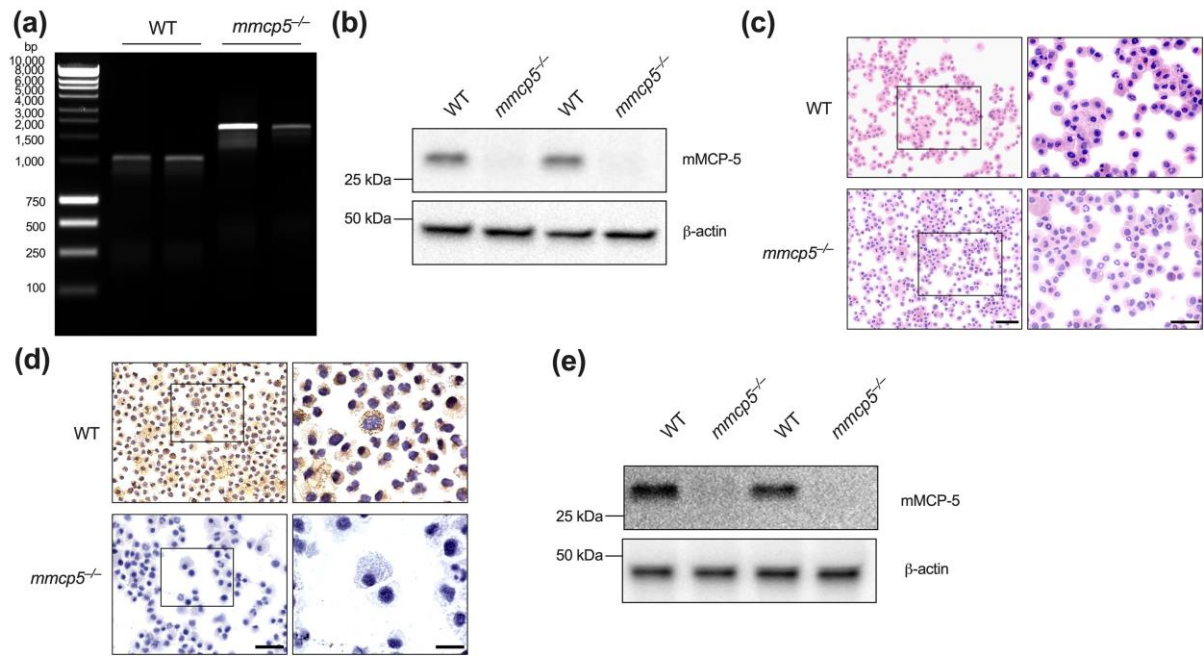 (a)
WT mmcp5–/–
bp
10,000
8,000
6,000
5,000
4,000
3,000
2,000
1,500
1,000
750
500
250
100
(b)
WT mmcp5–/– WT mmcp5–/–
mMCP-5
25 kDa
50 kDa
β-actin
(c)
WT
mmcp5–/–
(d)
WT
mmcp5–/–
(e)
WT mmcp5–/– WT mmcp5–/–
mMCP-5
25 kDa
50 kDa
β-actin